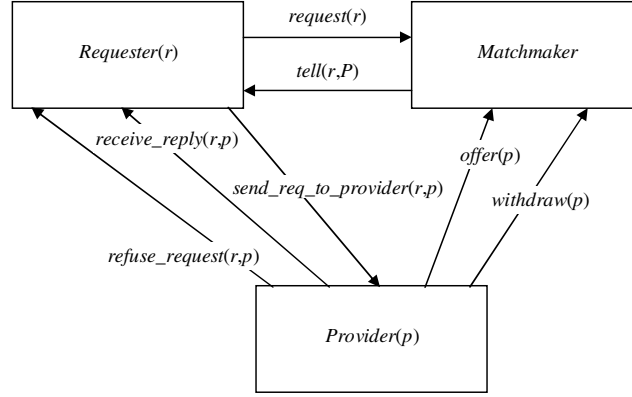 request(r)
Requester(r)
Matchmaker
tell(r,P)
receive_reply(r,p)
offer(p)
send_req_to_provider(r,p)
withdraw(p)
refuse_request(r,p)
Provider(p)